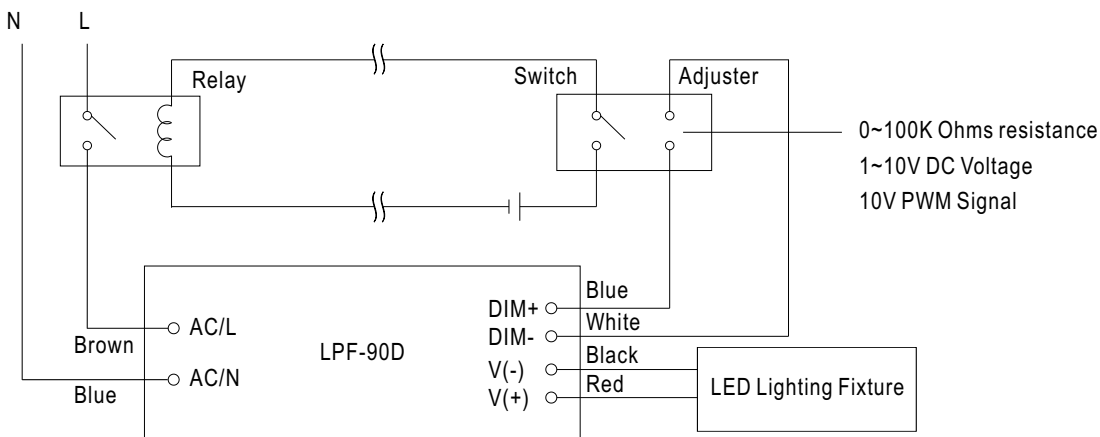 N L
Relay
Switch
Adjuster
0~100K Ohms resistance
1~10V DC Voltage
10V PWM Signal
Brown
Blue
AC/L
AC/N
LPF-90D
DIM+
DIM-
V(-)
V(+)
Blue
White
Black
Red
LED Lighting Fixture